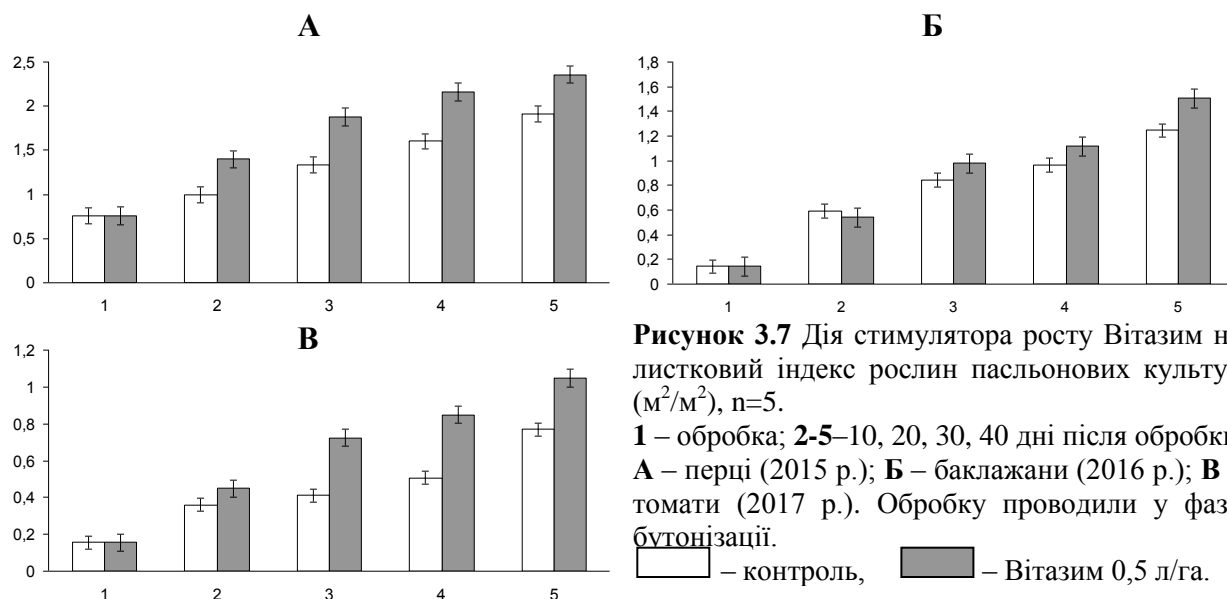 А
2,5
2
1,5
1
0,5
0
1 2 3 4 5
Б
1,8
1,6
1,4
1,2
1
0,8
0,6
0,4
0,2
0
1 2 3 4 5
В
1,2
1
0,8
0,6
0,4
0,2
0
1 2 3 4 5
Рисунок 3.7 Дія стимулятора росту Вітазим н
листковий індекс рослин пасльонових культу
(м²/м²), n=5.
1 – обробка; 2-5–10, 20, 30, 40 дні після обробк
А – перці (2015 р.); Б – баклажани (2016 р.); В
томати (2017 р.). Обробку проводили у фаз
бутонізації.
– контроль, – Вітазим 0,5 л/га.